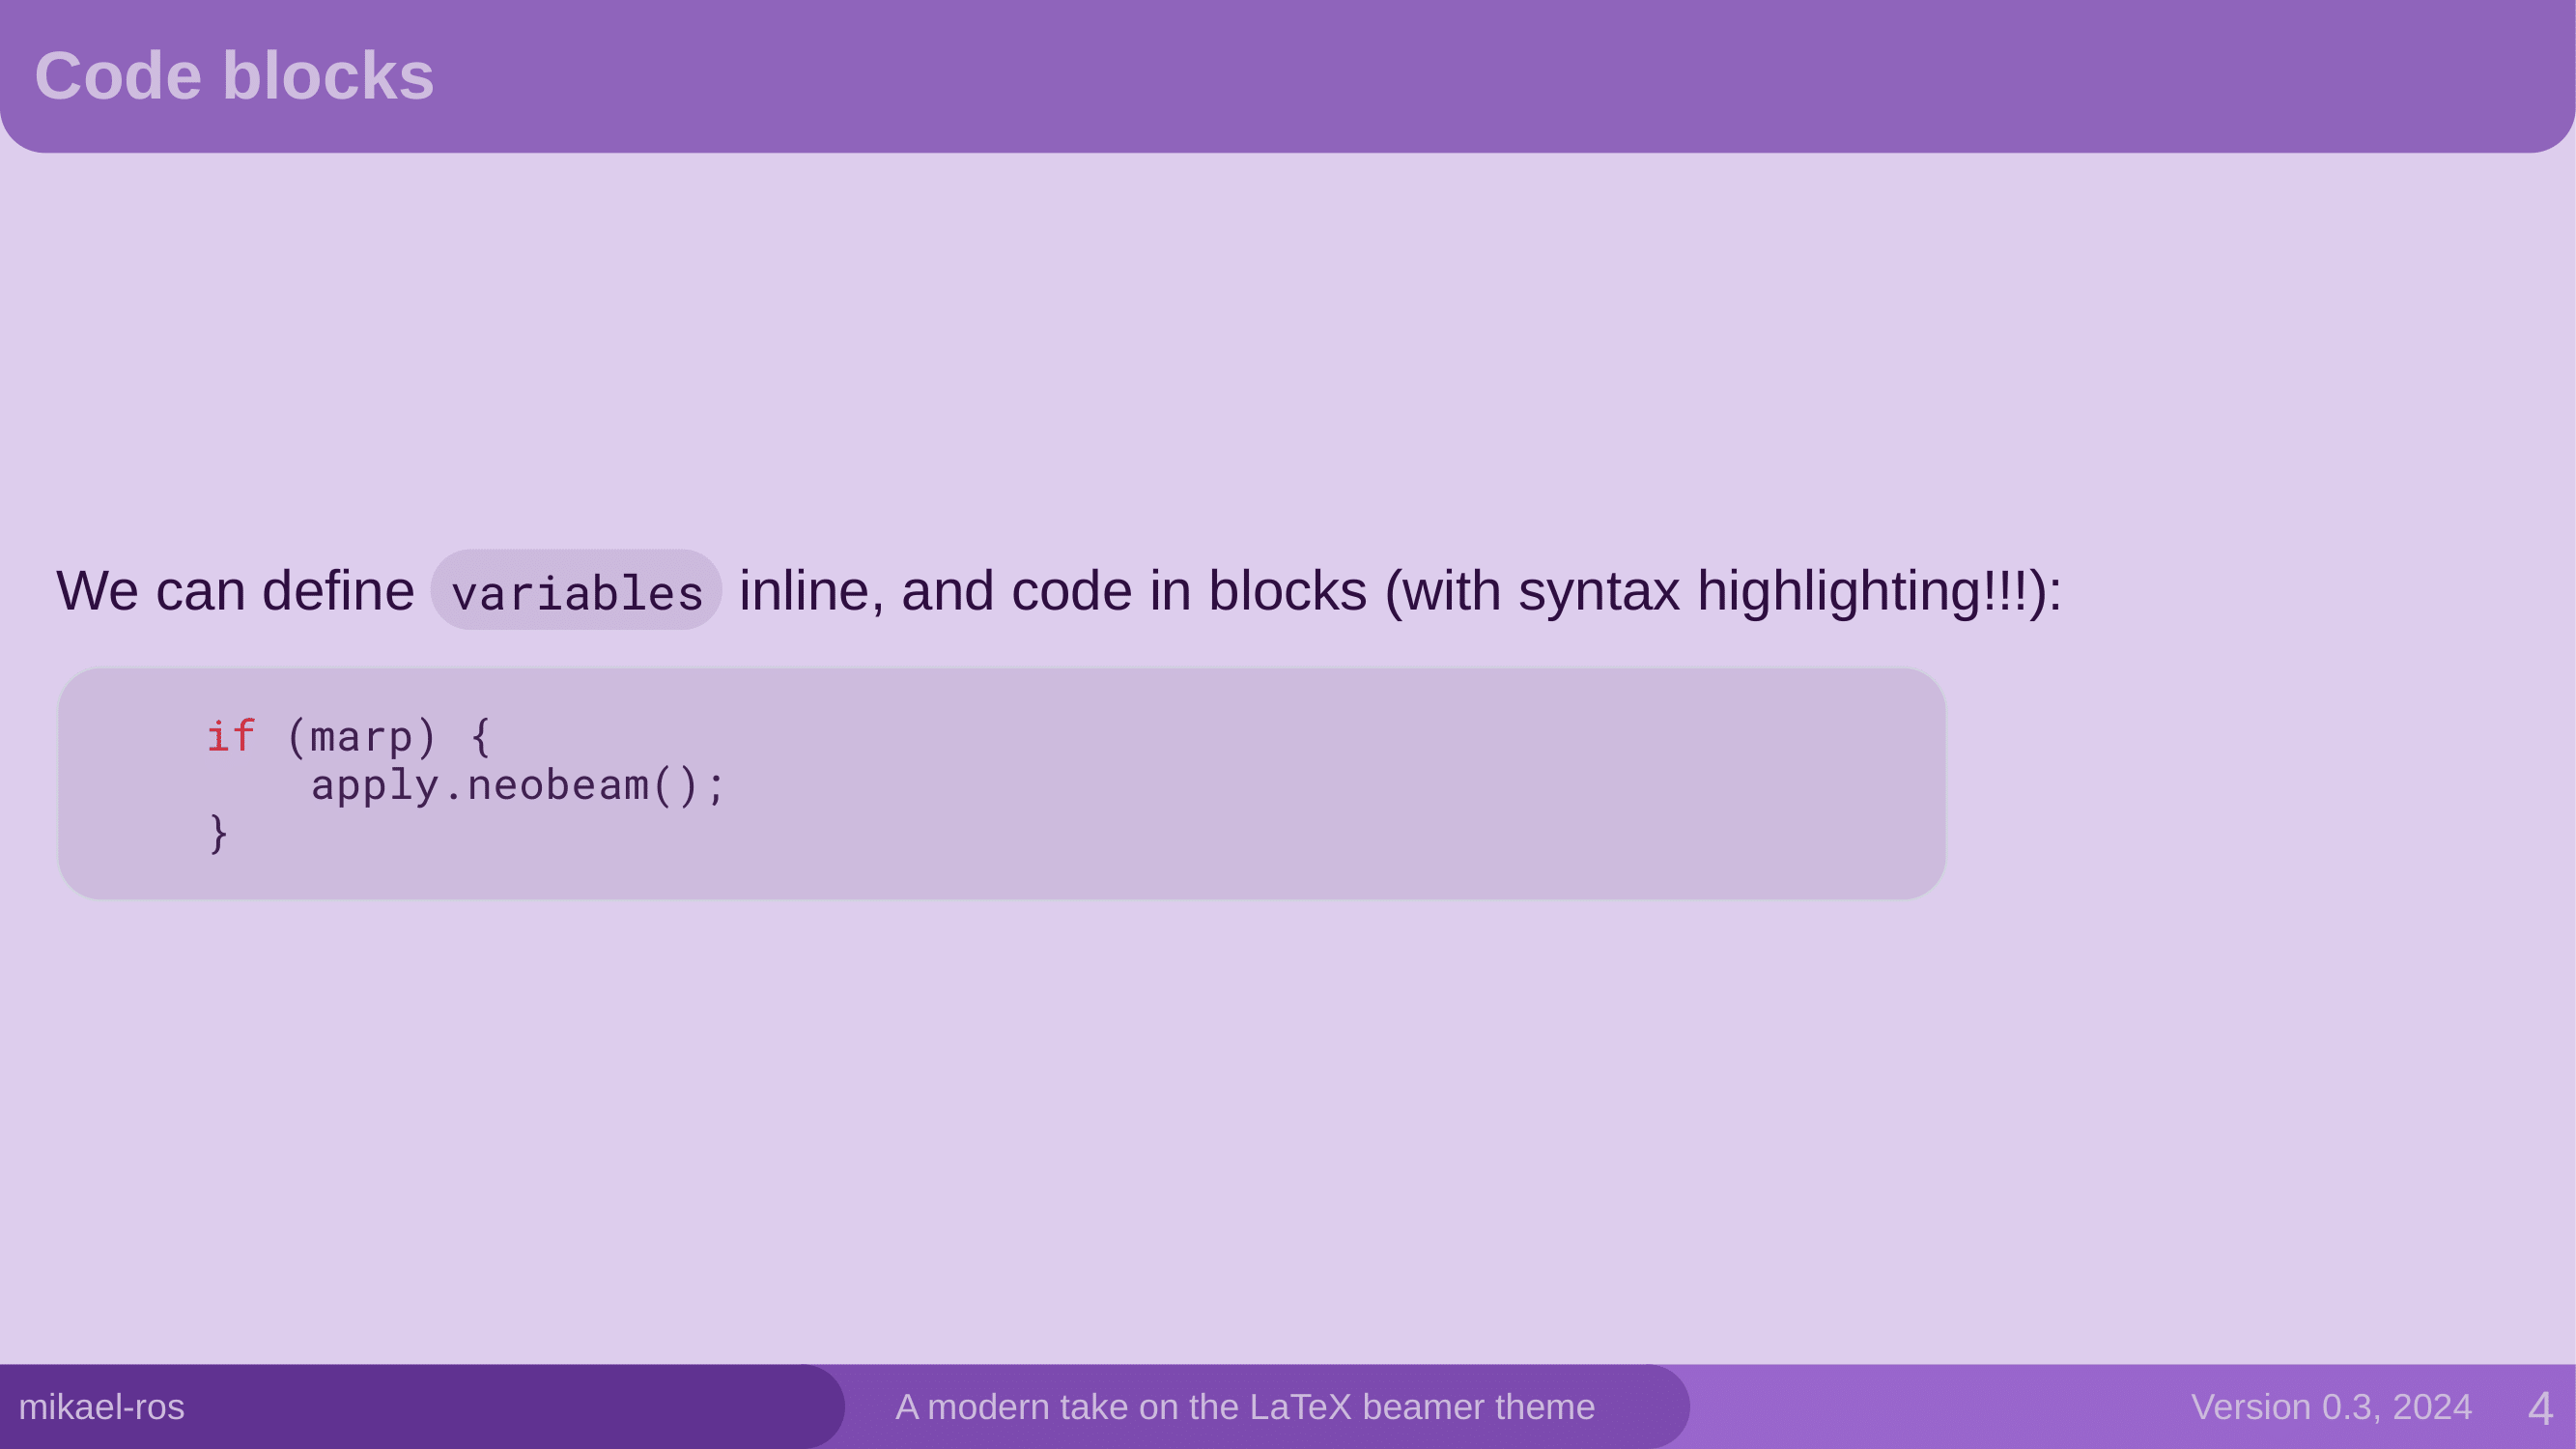 Code blocks
We can define variables inline, and code in blocks (with syntax highlighting!!!):
if (marp) {
    apply.neobeam();
}
mikael-ros
A modern take on the LaTeX beamer theme
Version 0.3, 2024
4